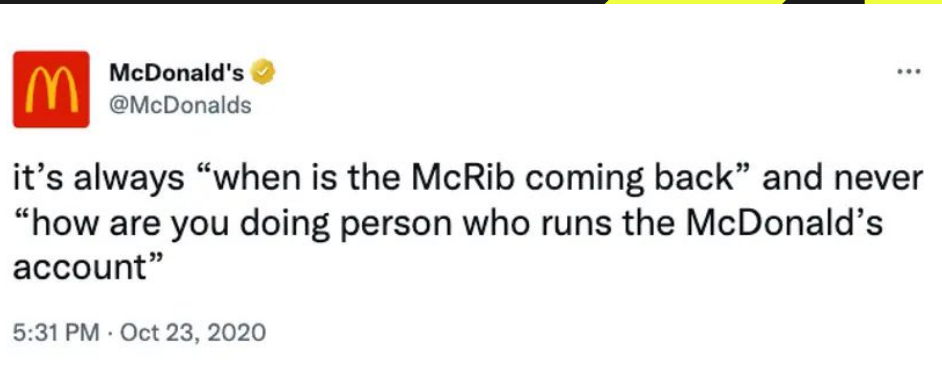 McDonald's
@McDonalds
it’s always “when is the McRib coming back” and never
“how are you doing person who runs the McDonald’s
account”
5:31 PM · Oct 23, 2020